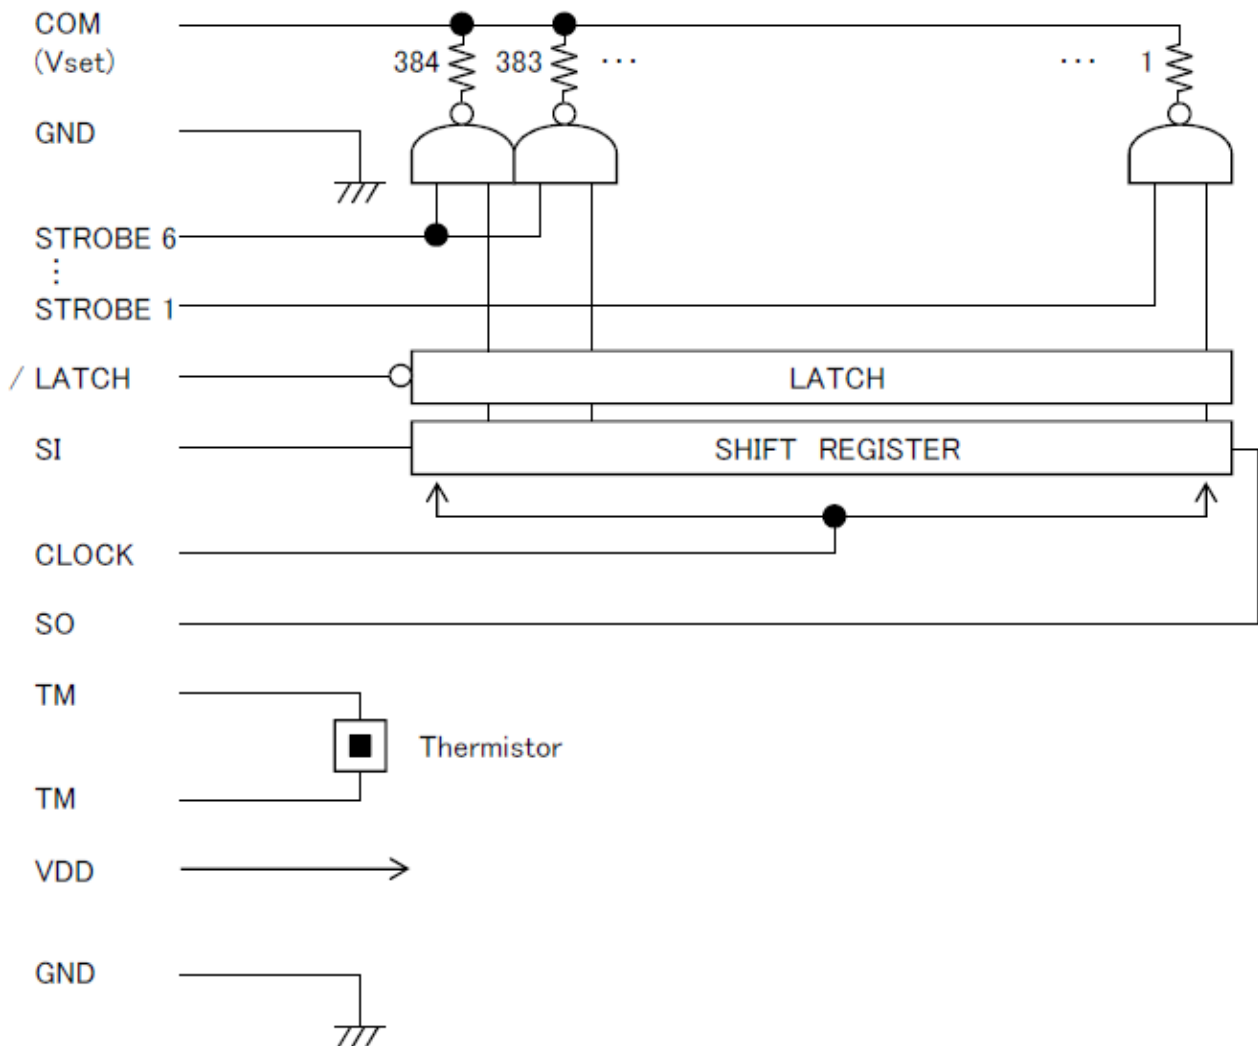 COM
(Vset)
384
383
...
...
1
GND
STROBE 6
⋮
STROBE 1
/ LATCH
LATCH
SI
SHIFT REGISTER
CLOCK
SO
TM
Thermistor
TM
VDD
GND